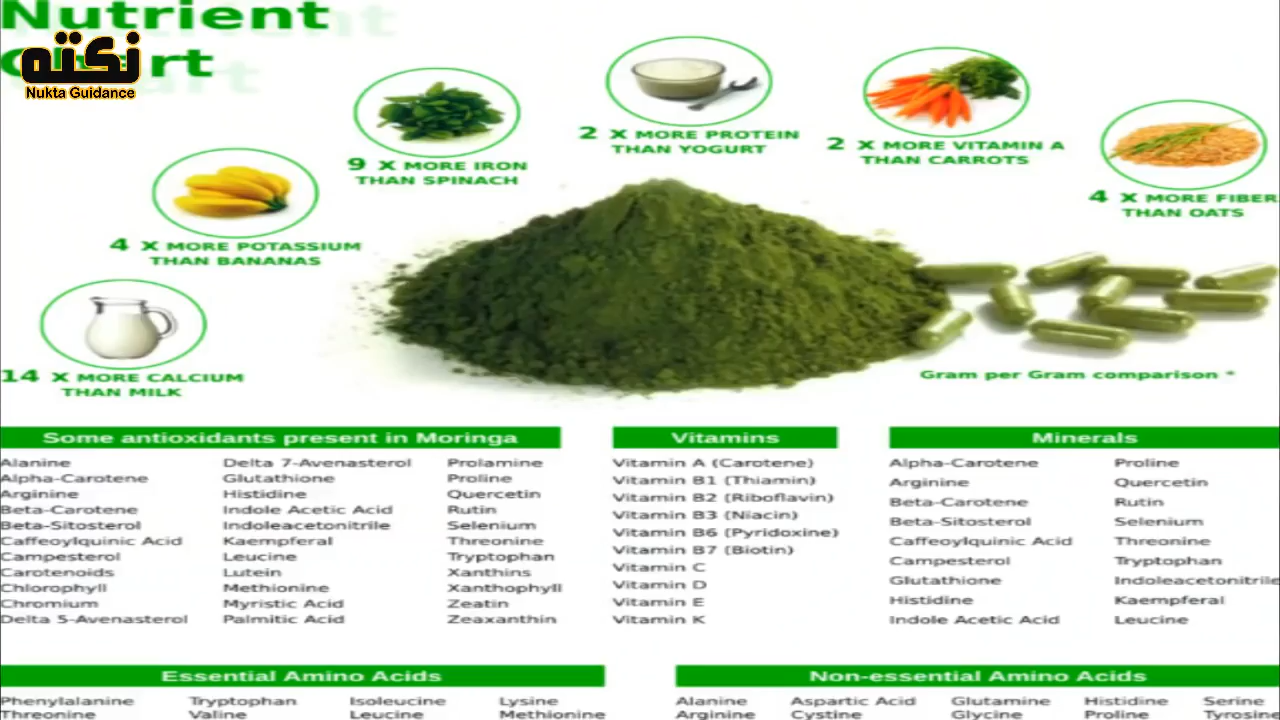 Nutrient
Chart
نكته
Nukta Guidance
2 X MORE PROTEIN
THAN YOGURT
2 X MORE VITAMIN A
THAN CARROTS
9 X MORE IRON
THAN SPINACH
4 X MORE FIBER
THAN OATS
4 X MORE POTASSIUM
THAN BANANAS
14 X MORE CALCIUM
THAN MILK
Gram per Gram comparison *
Some antioxidants present in Moringa
Alanine Delta 7-Avenasterol Prolamine
Alpha-Carotene Glutathione Proline
Arginine Histidine Quercetin
Beta-Carotene Indole Acetic Acid Rutin
Beta-Sitosterol Indoleacetonitrile Selenium
Caffeoylquinic Acid Kaempferal Threonine
Campesterol Leucine Tryptophan
Carotenoids Lutein Xanthins
Chlorophyll Methionine Xanthophyll
Chromium Myristic Acid Zeatin
Delta 5-Avenasterol Palmitic Acid Zeaxanthin
Vitamins
Vitamin A (Carotene)
Vitamin B1 (Thiamin)
Vitamin B2 (Riboflavin)
Vitamin B3 (Niacin)
Vitamin B6 (Pyridoxine)
Vitamin B7 (Biotin)
Vitamin C
Vitamin D
Vitamin E
Vitamin K
Minerals
Alpha-Carotene Proline
Arginine Quercetin
Beta-Carotene Rutin
Beta-Sitosterol Selenium
Caffeoylquinic Acid Threonine
Campesterol Tryptophan
Glutathione Indoleacetonitrile
Histidine Kaempferal
Indole Acetic Acid Leucine
Essential Amino Acids
Phenylalanine Tryptophan Isoleucine Lysine
Threonine Valine Leucine Methionine
Non-essential Amino Acids
Alanine Aspartic Acid Glutamine Histidine Serine
Arginine Cystine Glycine Proline Tyrosin